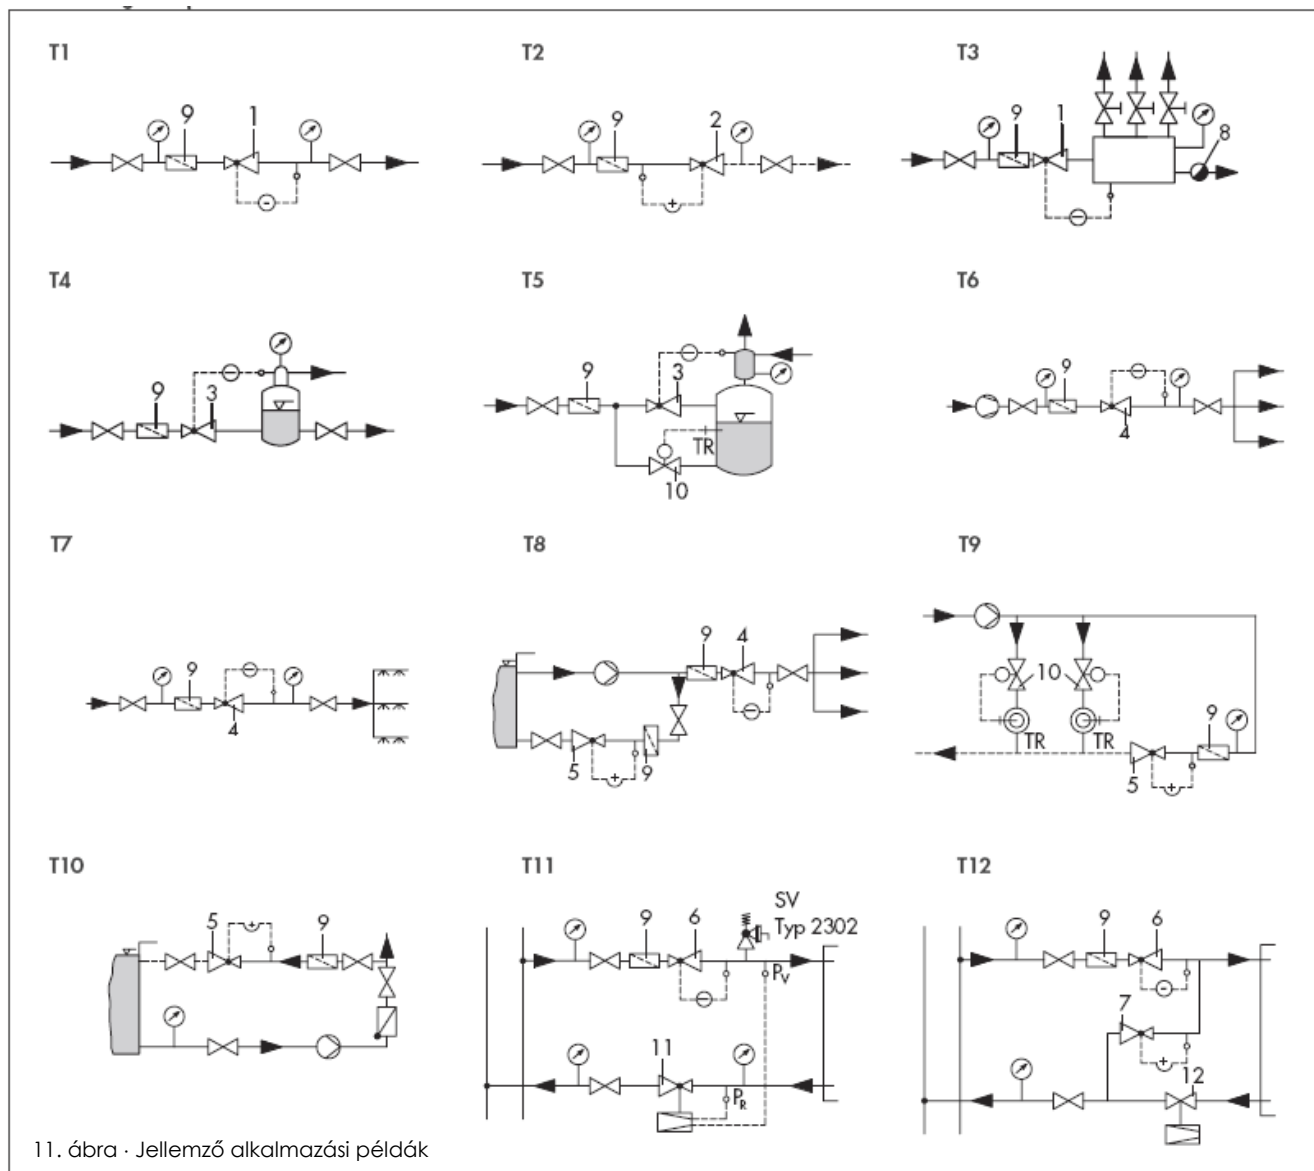 T1
9
1
-
T2
9
2
+
T3
9
1
8
-
T4
9
3
-
T5
9
3
-
TR
10
T6
9
4
-
T7
9
4
-
T8
9
4
-
5
9
+
T9
10
TR
TR
9
5
+
T10
5
9
+
T11
9
6
SV
Typ 2302
-
PV
11
PR
T12
9
6
-
7
+
12
11. ábra · Jellemző alkalmazási példák